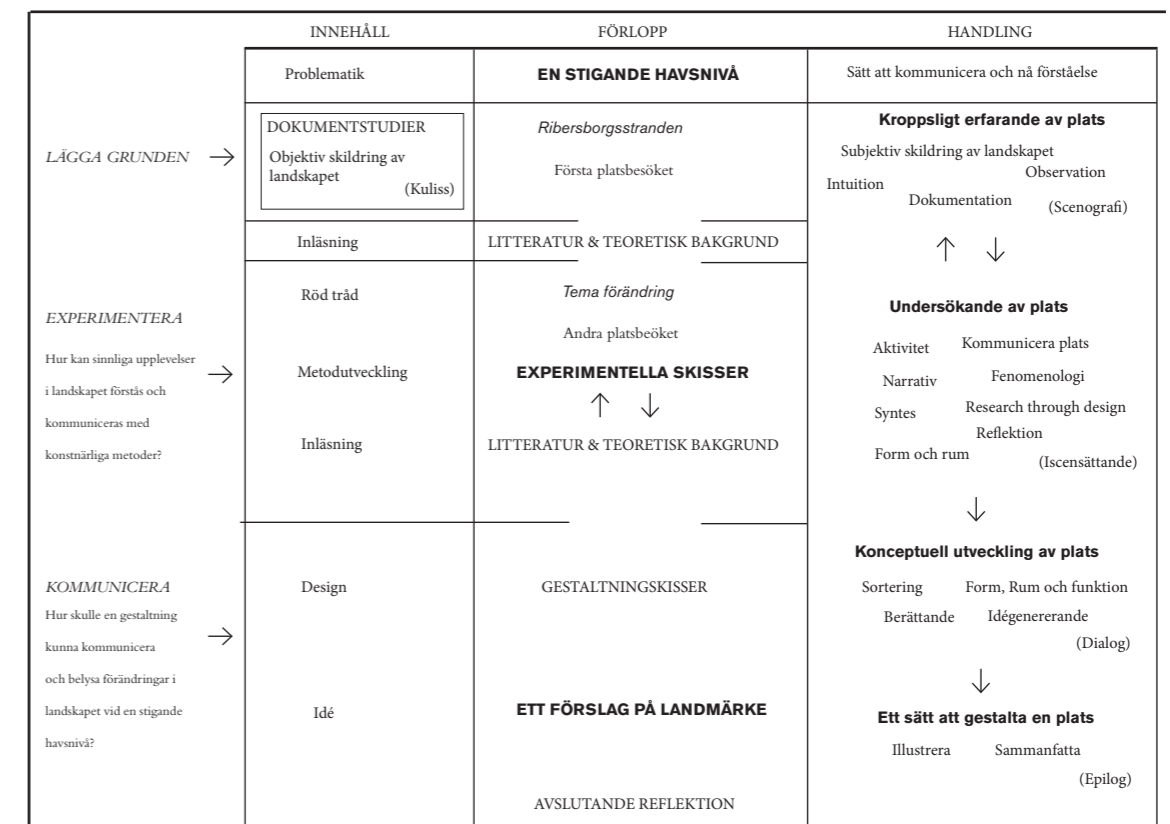 INNEHÅLL
FÖRLOPP
HANDLING
Problematik
EN STIGANDE HAVSNIVÅ
Sätt att kommunicera och nå förståelse
LÄGGA GRUNDEN →
DOKUMENTSTUDIER
Objektiv skildring av
landskapet
(Kuliss)
Ribersborgsstranden
Första platsbesöket
Kroppsligt erfarande av plats
Subjektiv skildring av landskapet
Observation
Intuition
Dokumentation
(Scenografi)
Inläsning
LITTERATUR & TEORETISK BAKGRUND
↑ ↓
EXPERIMENTERA
Hur kan sinnliga upplevelser
i landskapet förstås och
kommuniceras med
konstnärliga metoder?
→
Röd tråd
Metodutveckling
Inläsning
Tema förändring
Andra platsbeöket
EXPERIMENTELLA SKISSER
↑ ↓
LITTERATUR & TEORETISK BAKGRUND
Undersökande av plats
Aktivitet
Kommunicera plats
Narrativ
Fenomenologi
Syntes
Research through design
Reflektion
Form och rum
(Iscensättande)
↓
KOMMUNICERA
Hur skulle en gestaltning
kunna kommunicera
och belysa förändringar i
landskapet vid en stigande
havsnivå?
→
Design
Idé
GESTALTNINGSKISSER
ETT FÖRSLAG PÅ LANDMÄRKE
AVSLUTANDE REFLEKTION
Konceptuell utveckling av plats
Sortering
Form, Rum och funktion
Berättande
Idégenererande
(Dialog)
↓
Ett sätt att gestalta en plats
Illustrera
Sammanfatta
(Epilog)